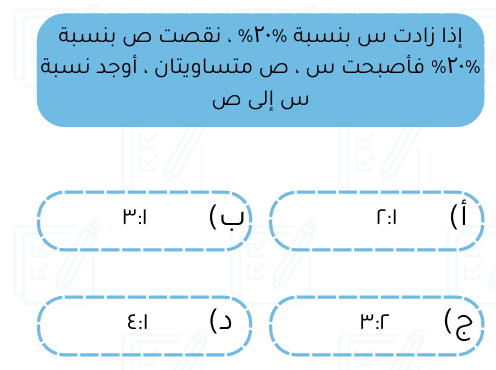 إذا زادت س بنسبة ٢٠%% ، نقصت ص بنسبة
٢٠%% فأصبحت س ، ص متساويتان ، أوجد نسبة
س إلى ص
أ) ٢:١
ب) ٣:١
ج) ٣:٢
د) ٤:١